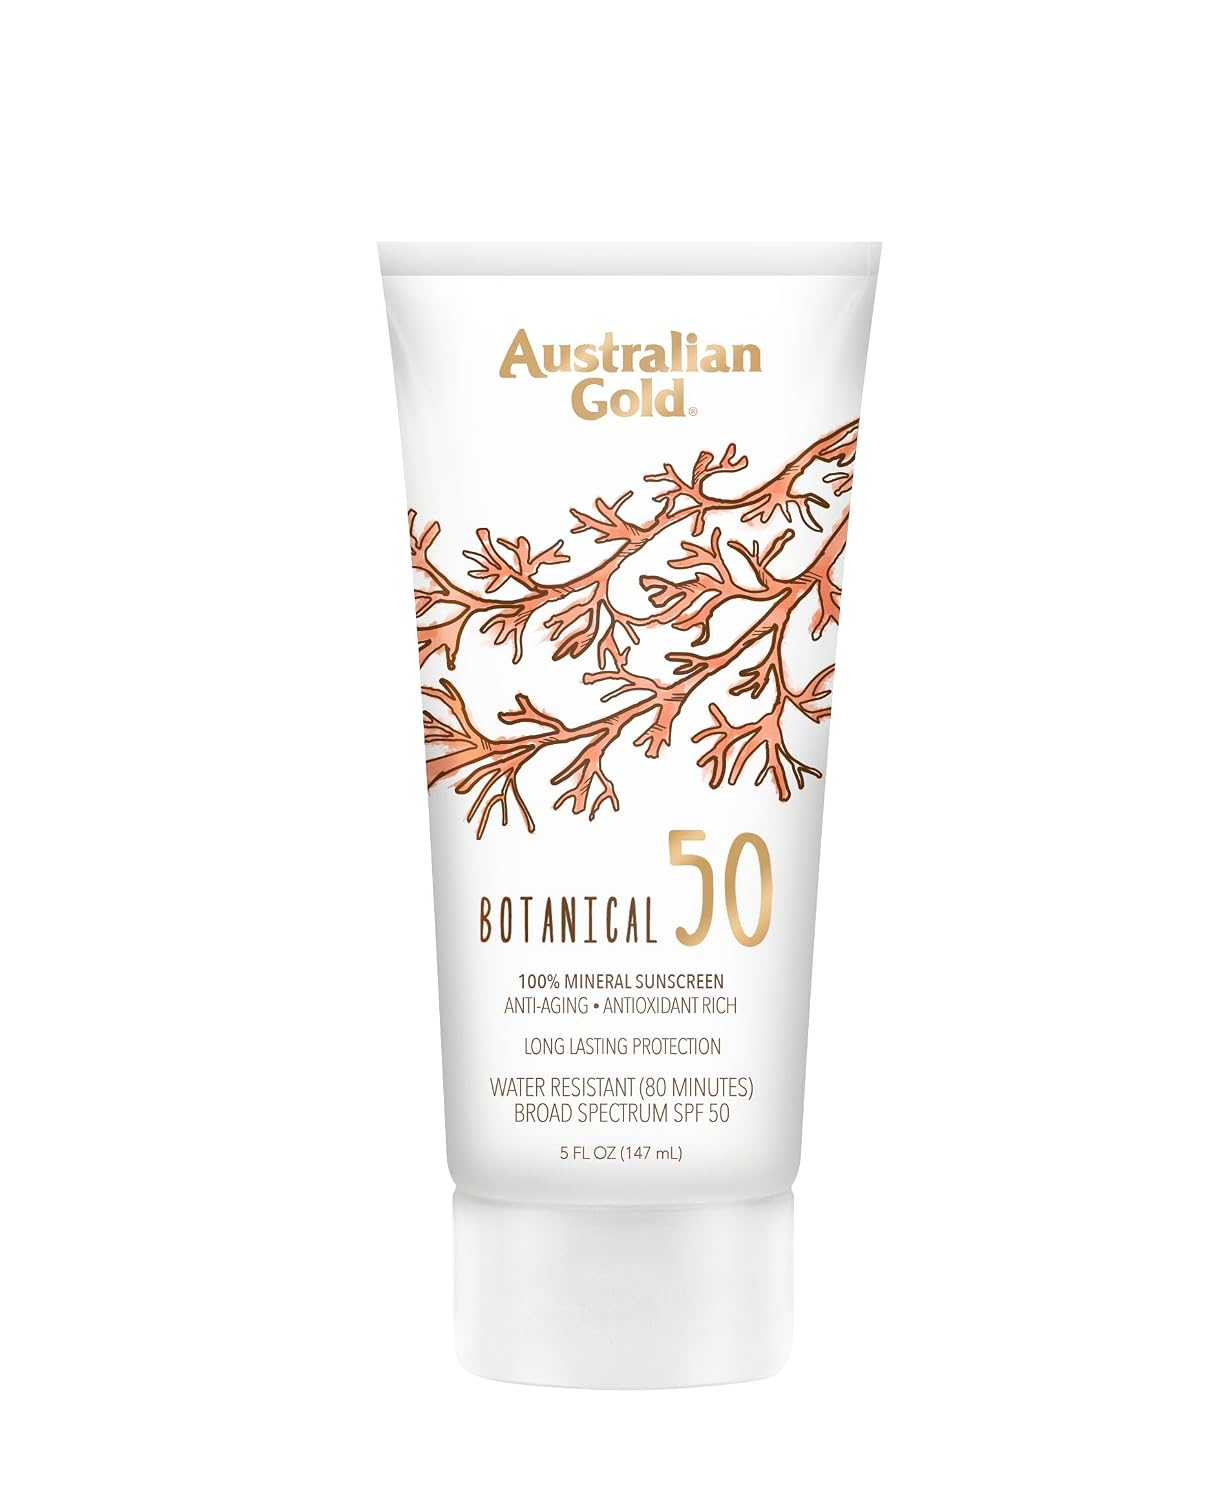 Australian
Gold®
BOTANICAL 50
100% MINERAL SUNSCREEN
ANTI-AGING • ANTIOXIDANT RICH
LONG LASTING PROTECTION
WATER RESISTANT (80 MINUTES)
BROAD SPECTRUM SPF 50
5 FL OZ (147 mL)